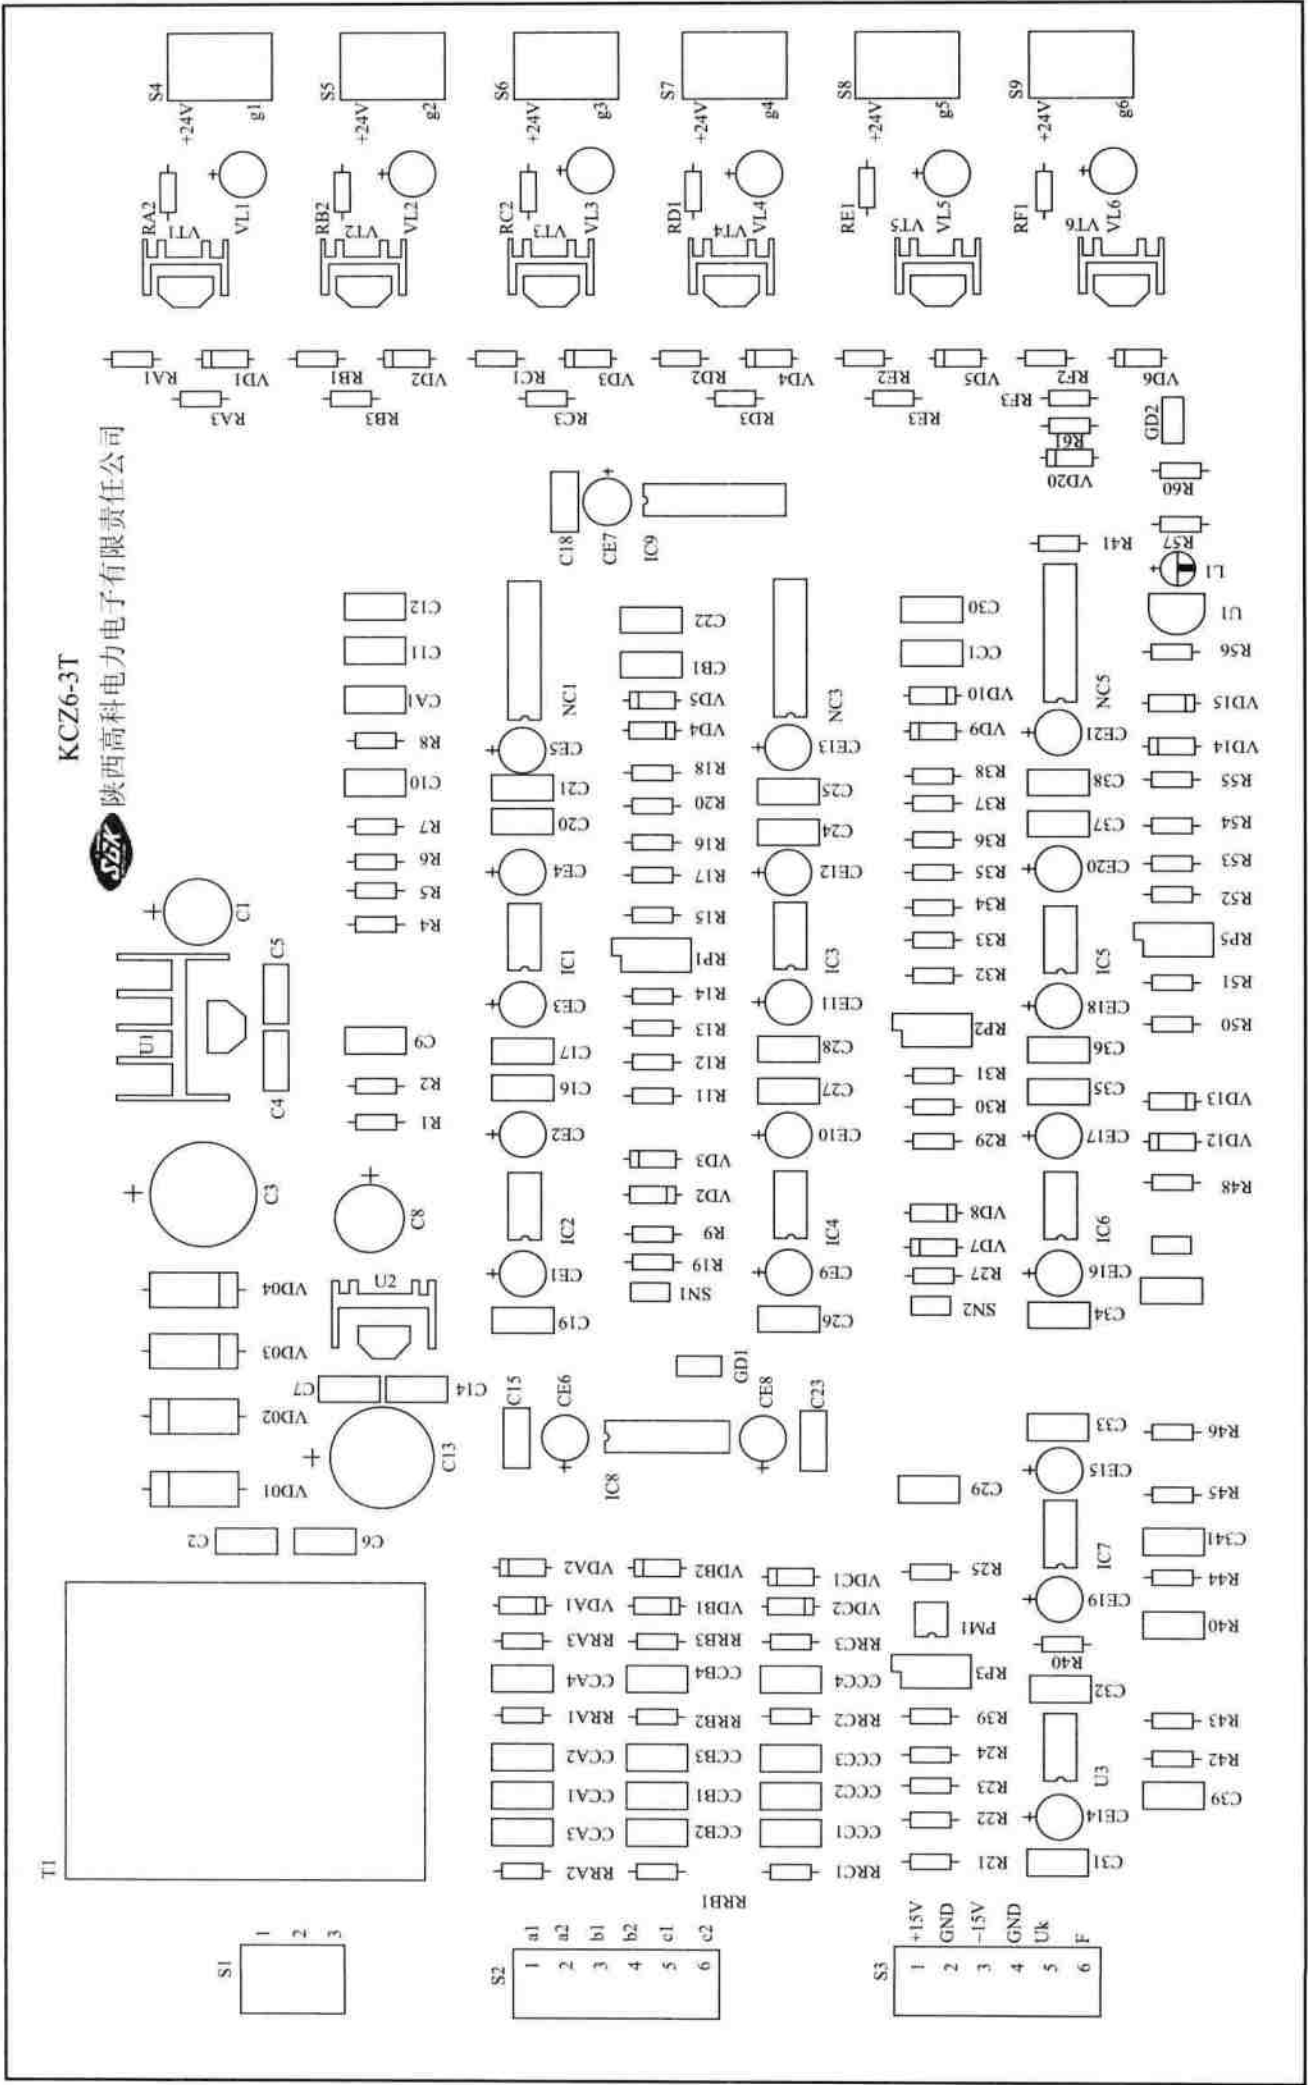 KCZ6-3T
SGK 陕西高科电力电子有限责任公司
T1
S1
1
2
3
S2
1 a1
2 a2
3 b1
4 b2
5 c1
6 c2
S3
1 +15V
2 GND
3 −15V
4 GND
5 Uk
6 F
C2
C6
VD01
VD02
VD03
VD04
C13
C7
C14
U2
C3
C8
C4
C5
U1
C1
R1
R2
C9
R4
R5
R6
R7
C10
R8
CA1
C11
C12
RRA2
CCA3
CCA1
CCA2
RRA1
CCA4
RRA3
VDA1
VDA2
C15
CE6
IC8
CE8
C23
GD1
C19
CE1
IC2
CE2
C16
C17
CE3
IC1
CE4
C20
C21
CE5
NC1
C18
CE7
IC9
RRB1
CCB2
CCB1
CCB3
RRB2
CCB4
RRB3
VDB1
VDB2
SN1
R19
R9
VD2
VD3
R11
R12
R13
R14
RP1
R15
R17
R16
R20
R18
VD4
VD5
CB1
C22
RRC1
CCC1
CCC2
CCC3
RRC2
CCC4
RRC3
VDC2
VDC1
C26
CE9
IC4
CE10
C27
C28
CE11
IC3
CE12
C24
C25
CE13
NC3
R21
R22
R23
R24
R39
RP3
PM1
R25
C29
SN2
R27
VD7
VD8
R29
R30
R31
RP2
R32
R33
R34
R35
R36
R37
R38
VD9
VD10
CC1
C30
C31
CE14
U3
C32
R40
CE19
IC7
CE15
C33
C34
CE16
IC6
CE17
C35
C36
CE18
IC5
CE20
C37
C38
CE21
NC5
R41
C39
R42
R43
R40
R44
C341
R45
R46
R48
VD12
VD13
R50
R51
RP5
R52
R53
R54
R55
VD14
VD15
R56
U1
L1
R57
R60
GD2
VD20
R61
RF3
RA1
RA3
VD1
RB1
RB3
VD2
RC1
RC3
VD3
RD2
RD3
VD4
RE2
RE3
VD5
RF2
VD6
RA2
VT1
VL1
RB2
VT2
VL2
RC2
VT3
VL3
RD1
VT4
VL4
RE1
VT5
VL5
RF1
VT6
VL6
S4
+24V
g1
S5
+24V
g2
S6
+24V
g3
S7
+24V
g4
S8
+24V
g5
S9
+24V
g6